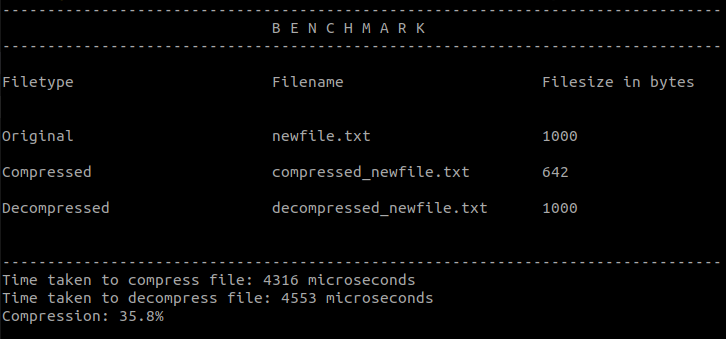 --------------------------------------------------------------------------------
B E N C H M A R K
--------------------------------------------------------------------------------
Filetype Filename Filesize in bytes
Original newfile.txt 1000
Compressed compressed_newfile.txt 642
Decompressed decompressed_newfile.txt 1000
--------------------------------------------------------------------------------
Time taken to compress file: 4316 microseconds
Time taken to decompress file: 4553 microseconds
Compression: 35.8%